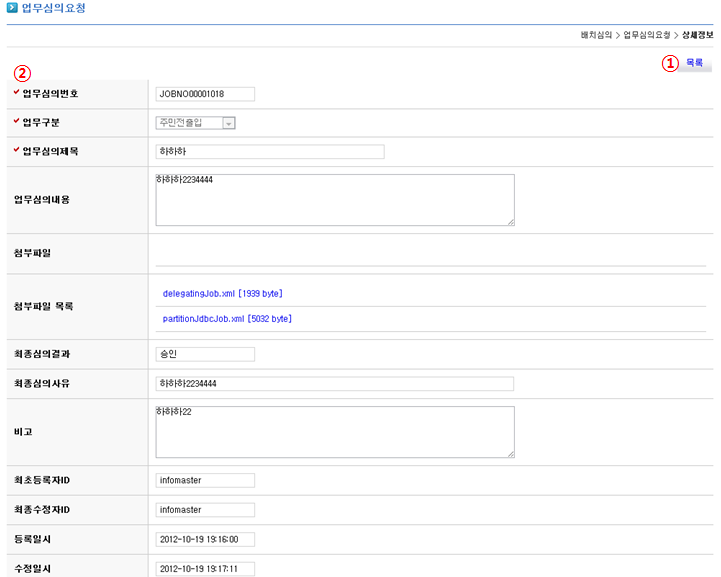 업무심의요청
배치심의 > 업무심의요청 > 상세정보
① 목록
②
업무심의번호 JOBNO00001018
업무구분 주민전출입
업무심의제목 하하하
업무심의내용 하하하2234444
첨부파일
첨부파일 목록 delegatingJob.xml [1939 byte]
partitionJdbcJob.xml [5032 byte]
최종심의결과 승인
최종심의사유 하하하2234444
비고 하하하22
최초등록자ID infomaster
최종수정자ID infomaster
등록일시 2012-10-19 19:16:00
수정일시 2012-10-19 19:17:11